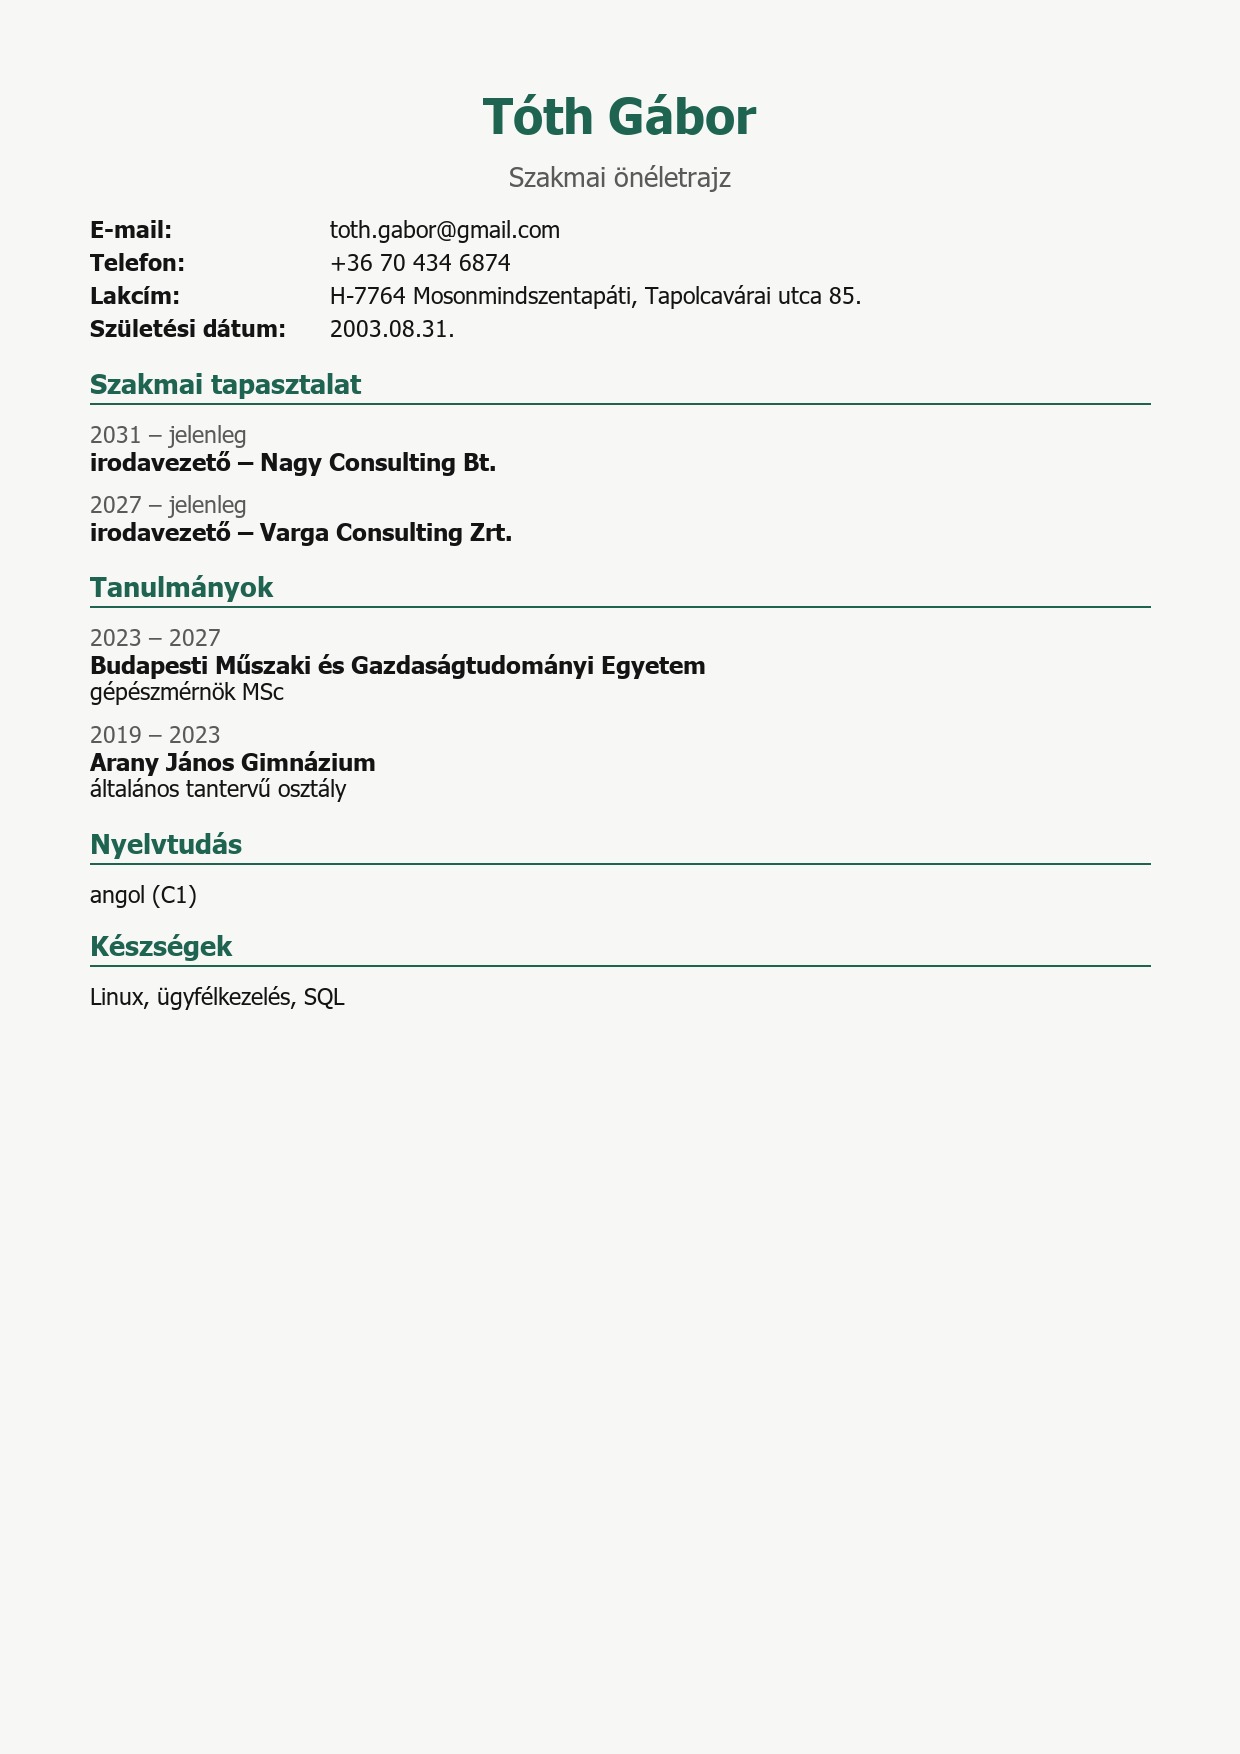 Tóth Gábor
Szakmai önéletrajz
E-mail: toth.gabor@gmail.com
Telefon: +36 70 434 6874
Lakcím: H-7764 Mosonmindszentapáti, Tapolcavárai utca 85.
Születési dátum: 2003.08.31.
Szakmai tapasztalat
2031 – jelenleg
irodavezető – Nagy Consulting Bt.
2027 – jelenleg
irodavezető – Varga Consulting Zrt.
Tanulmányok
2023 – 2027
Budapesti Műszaki és Gazdaságtudományi Egyetem
gépészmérnök MSc
2019 – 2023
Arany János Gimnázium
általános tantervű osztály
Nyelvtudás
angol (C1)
Készségek
Linux, ügyfélkezelés, SQL